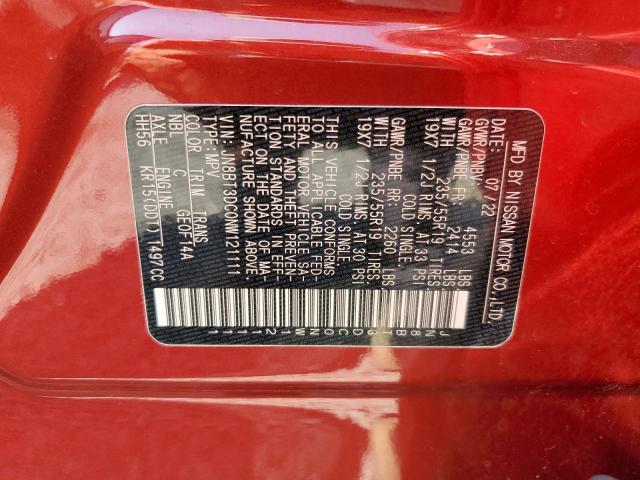 MFD BY NISSAN MOTOR CO., LTD.
DATE: 07 / 22
GVWR/PNBV: 4553 LBS.
GAWR/PNBE FR: 2414 LBS.
WITH 235/55R19 TIRES,
19X7 1/2J RIMS, AT 33 PSI
COLD SINGLE
GAWR/PNBE RR: 2260 LBS.
WITH 235/55R19 TIRES,
19X7 1/2J RIMS, AT 30 PSI
COLD SINGLE
THIS VEHICLE CONFORMS
TO ALL APPLICABLE FED-
ERAL MOTOR VEHICLE SA-
FETY AND THEFT PREVEN-
TION STANDARDS IN EFF-
ECT ON THE DATE OF MA-
NUFACTURE SHOWN ABOVE.
VIN: JN8BT3DC0NW121111
TYPE: MPV
COLOR TRIM TRANS
NBL C GE0F14A
AXLE ENGINE
HH56 KR15(DDT) 1497CC
JN8BT3DC0NW121111